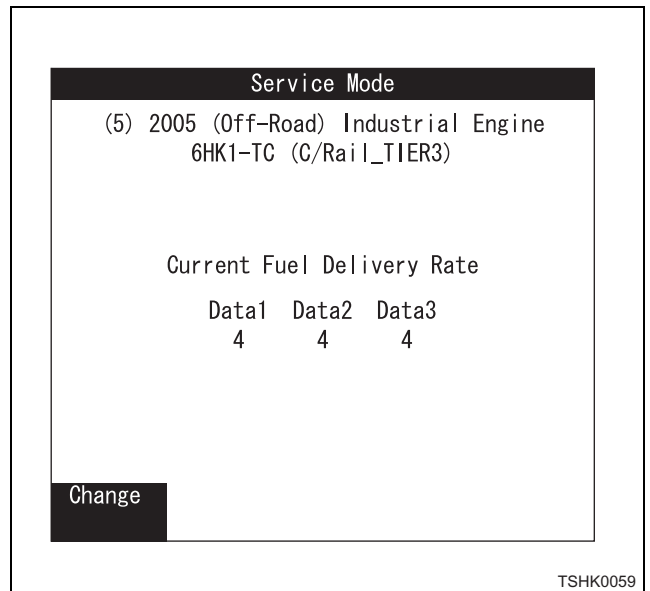 Service Mode
(5) 2005 (Off-Road) Industrial Engine
6HK1-TC (C/Rail_TIER3)
Current Fuel Delivery Rate
Data1 Data2 Data3
4 4 4
Change
TSHK0059